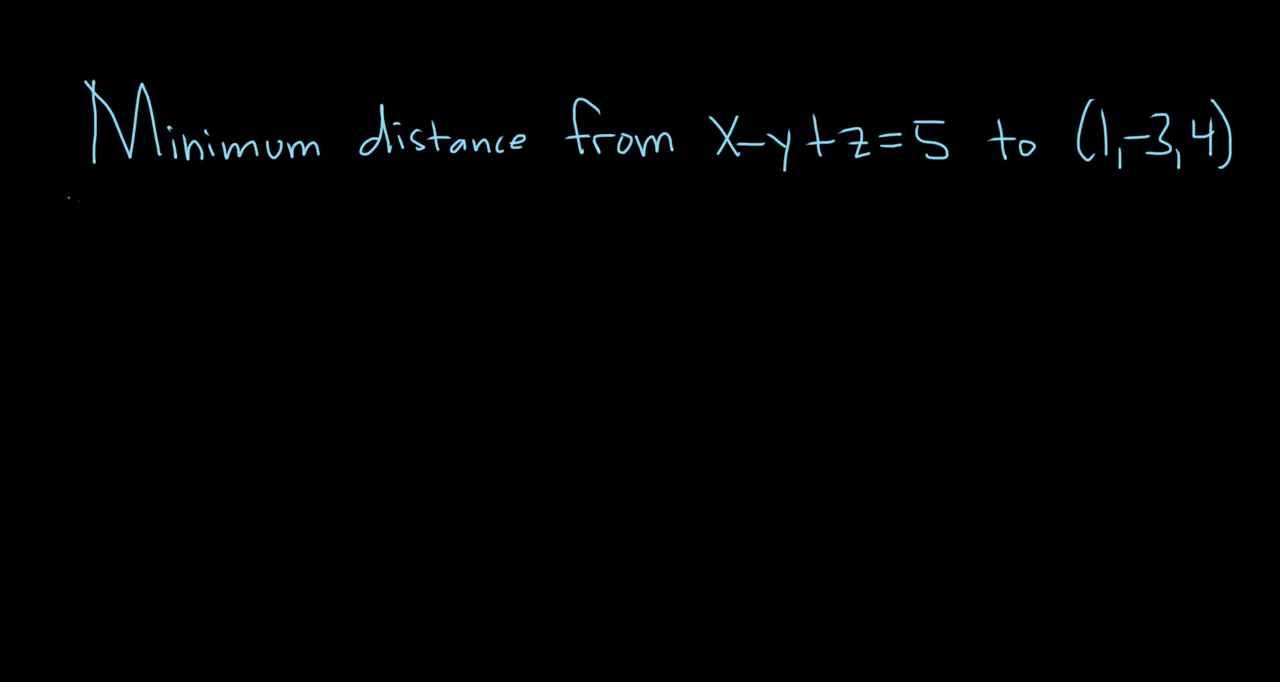 Minimum distance from x-y+z=5 to (1,-3,4)